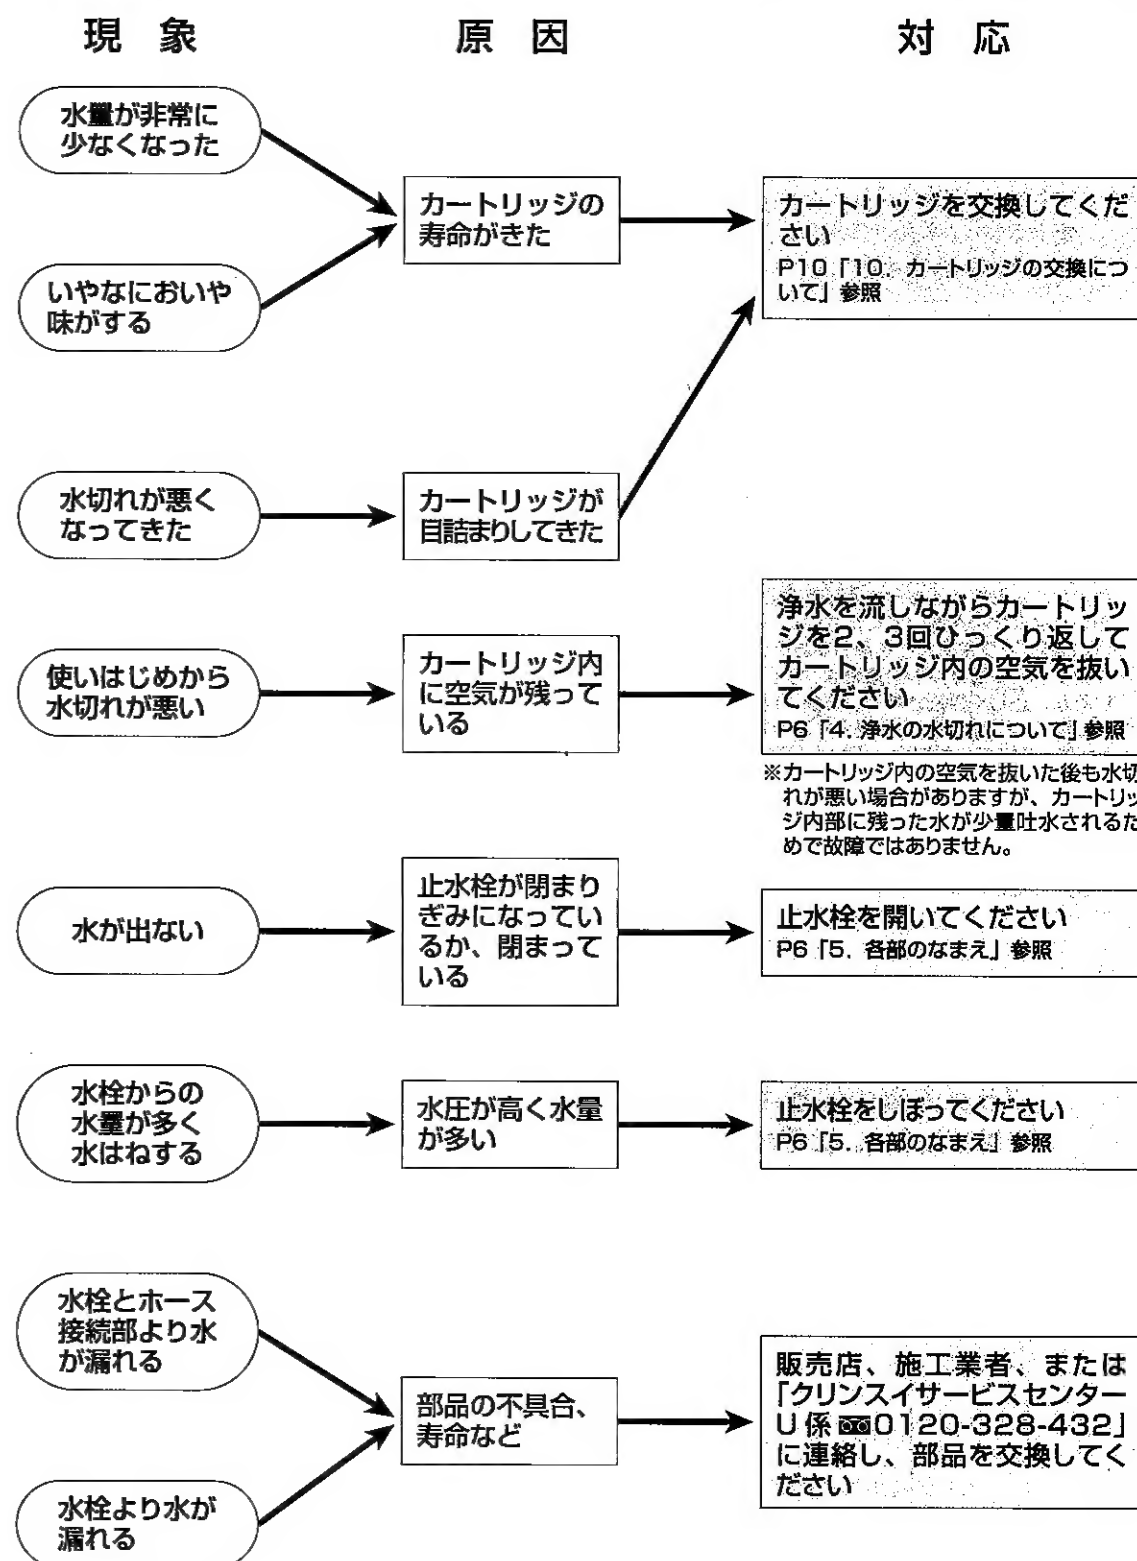 現象
原因
対応
水量が非常に
少なくなった
いやなにおいや
味がする
カートリッジの
寿命がきた
カートリッジを交換してくだ
さい
P10「10. カートリッジの交換につ
いて」参照
水切れが悪く
なってきた
カートリッジが
目詰まりしてきた
使いはじめから
水切れが悪い
カートリッジ内
に空気が残って
いる
浄水を流しながらカートリッ
ジを2、3回ひっくり返して
カートリッジ内の空気を抜い
てください
P6「4. 浄水の水切れについて」参照
※カートリッジ内の空気を抜いた後も水切
れが悪い場合がありますが、カートリッ
ジ内部に残った水が少量吐水されるた
めで故障ではありません。
水が出ない
止水栓が閉まり
ぎみになってい
るか、閉まって
いる
止水栓を開いてください
P6「5. 各部のなまえ」参照
水栓からの
水量が多く
水はねする
水圧が高く水量
が多い
止水栓をしぼってください
P6「5. 各部のなまえ」参照
水栓とホース
接続部より水
が漏れる
水栓より水が
漏れる
部品の不具合、
寿命など
販売店、施工業者、または
「クリンスイサービスセンター
U係 0120-328-432」
に連絡し、部品を交換してく
ださい